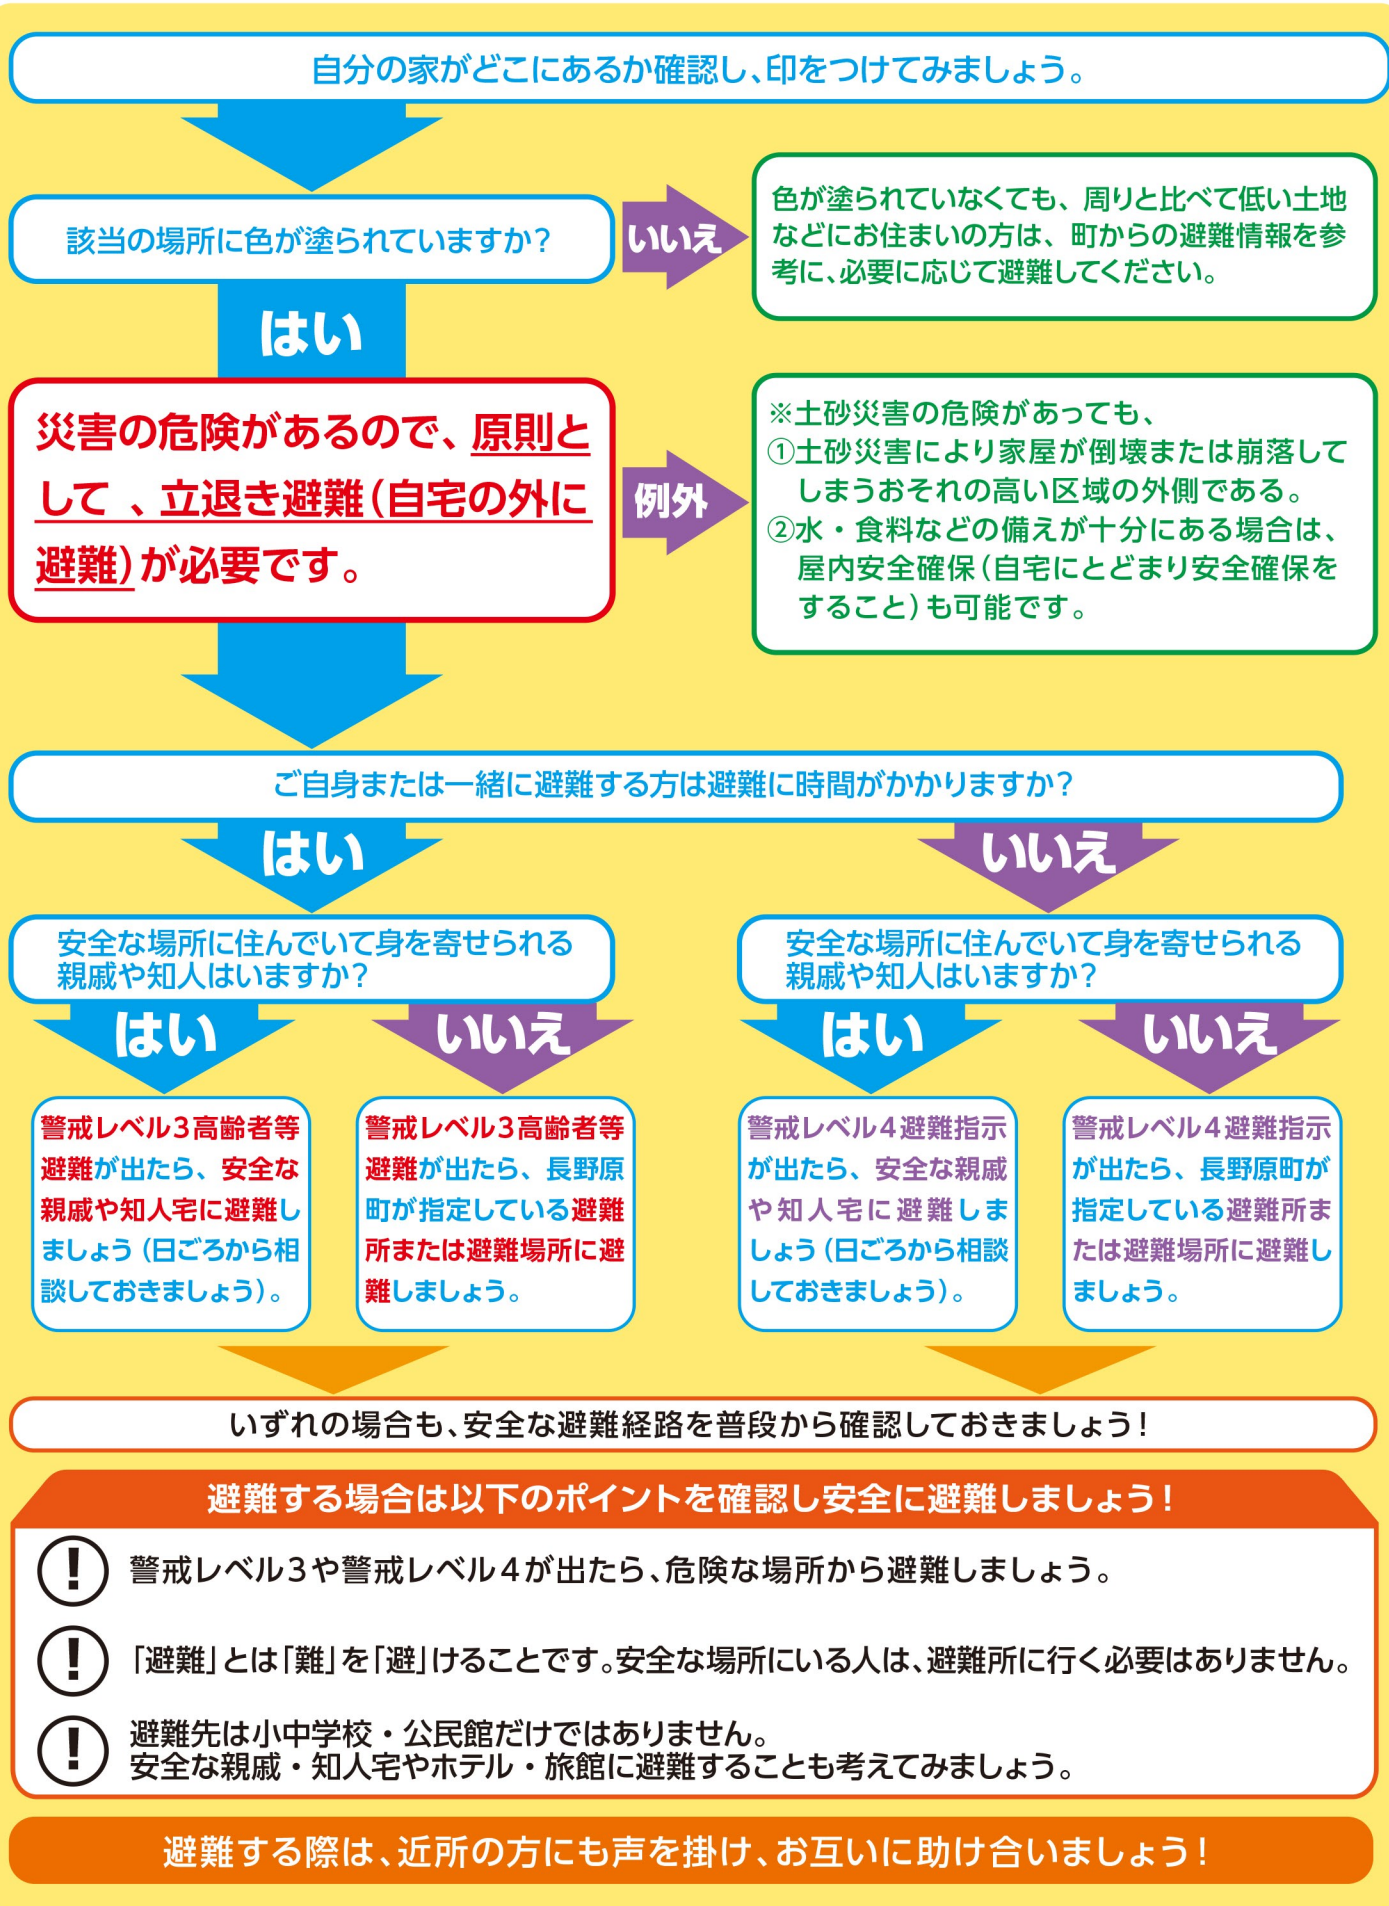 自分の家がどこにあるか確認し、印をつけてみましょう。
該当の場所に色が塗られていますか？
いいえ
色が塗られていなくても、周りと比べて低い土地
などにお住まいの方は、町からの避難情報を参
考に、必要に応じて避難してください。
はい
災害の危険があるので、原則と
して 、立退き避難（自宅の外に
避難）が必要です。
例外
※土砂災害の危険があっても、
①土砂災害により家屋が倒壊または崩落して
しまうおそれの高い区域の外側である。
②水・食料などの備えが十分にある場合は、
屋内安全確保（自宅にとどまり安全確保を
すること）も可能です。
ご自身または一緒に避難する方は避難に時間がかかりますか？
はい
いいえ
安全な場所に住んでいて身を寄せられる
親戚や知人はいますか？
安全な場所に住んでいて身を寄せられる
親戚や知人はいますか？
はい
いいえ
はい
いいえ
警戒レベル3高齢者等
避難が出たら、安全な
親戚や知人宅に避難し
ましょう（日ごろから相
談しておきましょう）。
警戒レベル3高齢者等
避難が出たら、長野原
町が指定している避難
所または避難場所に避
難しましょう。
警戒レベル4避難指示
が出たら、安全な親戚
や知人宅に避難しま
しょう（日ごろから相談
しておきましょう）。
警戒レベル4避難指示
が出たら、長野原町が
指定している避難所ま
たは避難場所に避難し
ましょう。
いずれの場合も、安全な避難経路を普段から確認しておきましょう！
避難する場合は以下のポイントを確認し安全に避難しましょう！
! 警戒レベル3や警戒レベル4が出たら、危険な場所から避難しましょう。
! 「避難」とは「難」を「避」けることです。安全な場所にいる人は、避難所に行く必要はありません。
! 避難先は小中学校・公民館だけではありません。
安全な親戚・知人宅やホテル・旅館に避難することも考えてみましょう。
避難する際は、近所の方にも声を掛け、お互いに助け合いましょう！